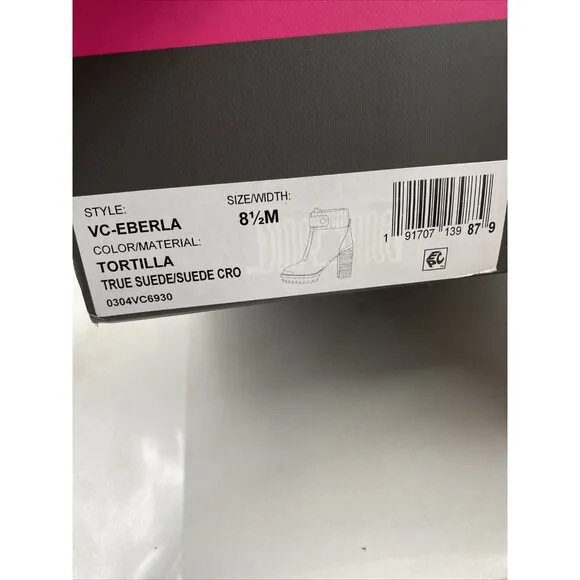 STYLE:
VC-EBERLA
SIZE/WIDTH:
8½M
COLOR/MATERIAL:
TORTILLA
TRUE SUEDE/SUEDE CRO
0304VC6930
1 91707 139 87 9